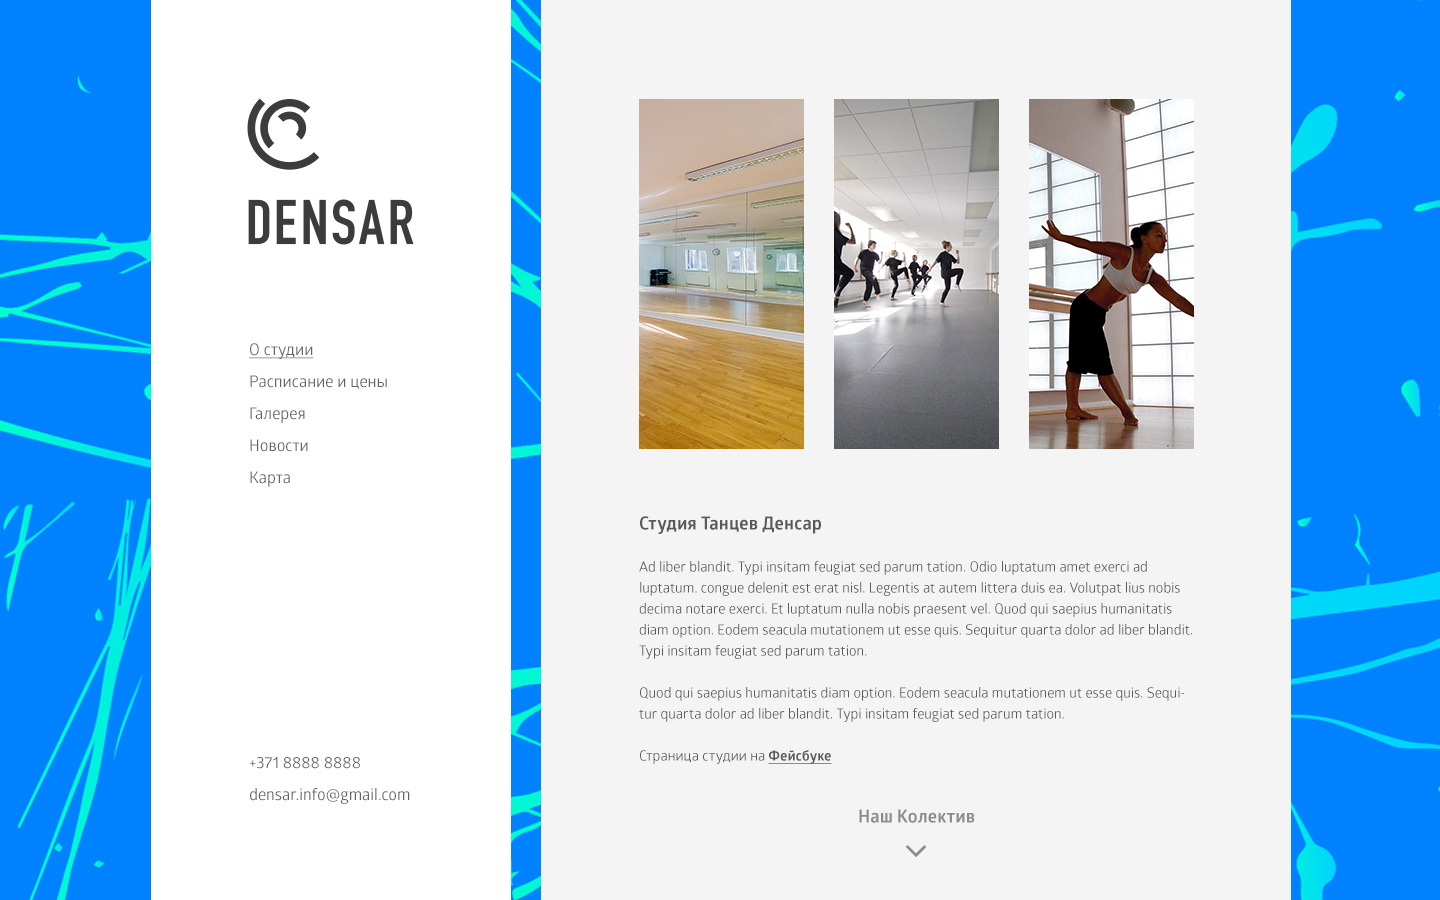 DENSAR
О студии
Расписание и цены
Галерея
Новости
Карта
+371 8888 8888
densar.info@gmail.com
Студия Танцев Денсар
Ad liber blandit. Typi insitam feugiat sed parum tation. Odio luptatum amet exerci ad
luptatum. congue delenit est erat nisl. Legentis at autem littera duis ea. Volutpat lius nobis
decima notare exerci. Et luptatum nulla nobis praesent vel. Quod qui saepius humanitatis
diam option. Eodem seacula mutationem ut esse quis. Sequitur quarta dolor ad liber blandit.
Typi insitam feugiat sed parum tation.
Quod qui saepius humanitatis diam option. Eodem seacula mutationem ut esse quis. Sequi-
tur quarta dolor ad liber blandit. Typi insitam feugiat sed parum tation.
Страница студии на Фейсбуке
Наш Колектив